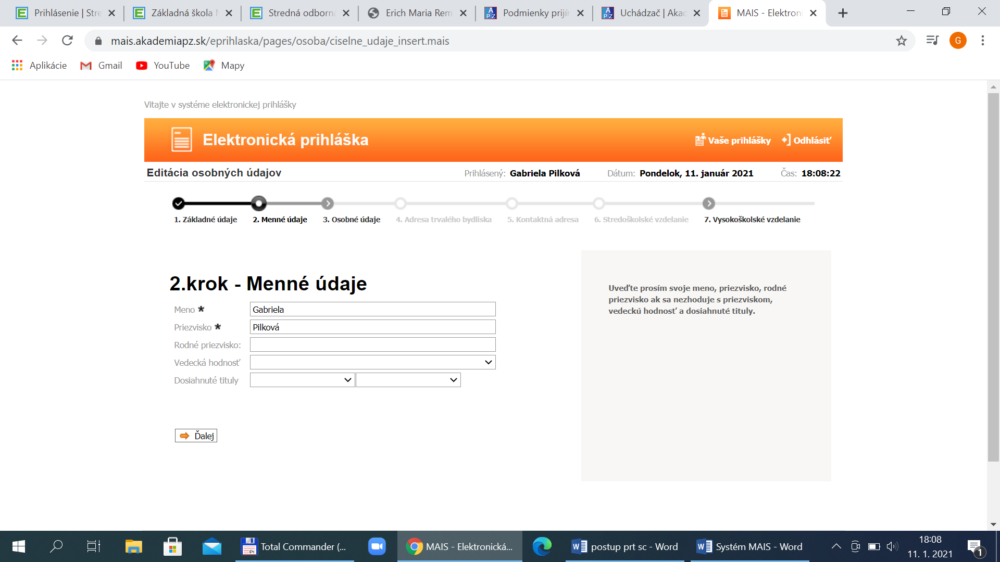 Prihlásenie | Stre
Základná škola M
Stredná odborná
Erich Maria Rem
Podmienky prijín
Uchádzač | Akad
MAIS - Elektroni
mais.akademiapz.sk/eprihlaska/pages/osoba/ciselne_udaje_insert.mais
G
Aplikácie
Gmail
YouTube
Mapy
Vitajte v systéme elektronickej prihlášky
Elektronická prihláška
Vaše prihlášky
Odhlásiť
Editácia osobných údajov
Prihlásený: Gabriela Pilková
Dátum: Pondelok, 11. január 2021
Čas: 18:08:22
1. Základné údaje
2. Menné údaje
3. Osobné údaje
4. Adresa trvalého bydliska
5. Kontaktná adresa
6. Stredoškolské vzdelanie
7. Vysokoškolské vzdelanie
2.krok - Menné údaje
Meno * Gabriela
Priezvisko * Pilková
Rodné priezvisko:
Vedecká hodnosť
Dosiahnuté tituly
Ďalej
Uveďte prosím svoje meno, priezvisko, rodné
priezvisko ak sa nezhoduje s priezviskom,
vedeckú hodnosť a dosiahnuté tituly.
Total Commander (...
MAIS - Elektronická...
postup prt sc - Word
Systém MAIS - Word
18:08
11. 1. 2021
1